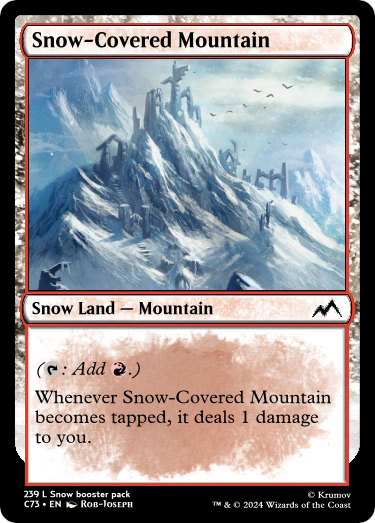 Snow-Covered Mountain
Snow Land — Mountain
(: Add .)
Whenever Snow-Covered Mountain
becomes tapped, it deals 1 damage
to you.
239 L Snow booster pack
C73 • EN Rob-Joseph
© Krumov
™ & © 2024 Wizards of the Coast